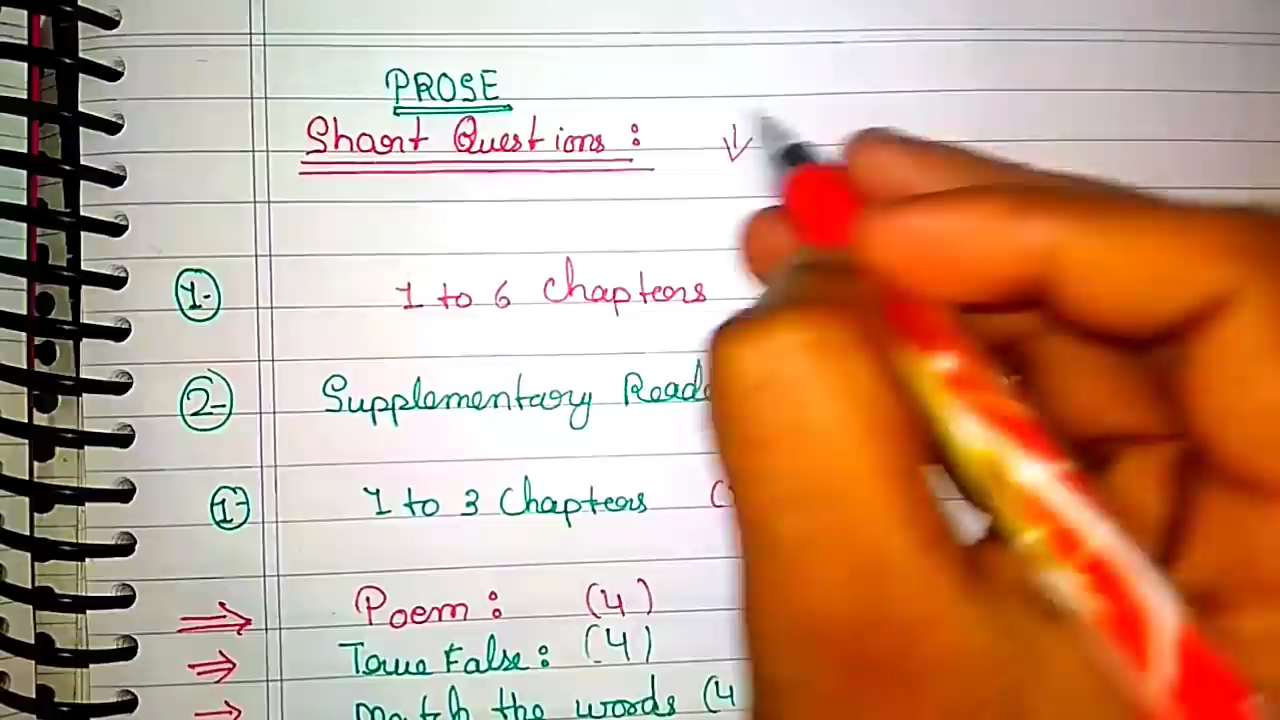 PROSE
Short Questions : ↓
1- 1 to 6 Chapters
2- Supplementary
1- 1 to 3 Chapters
⇒ Poem : (4)
⇒ True False : (4)
→ Match the words (4